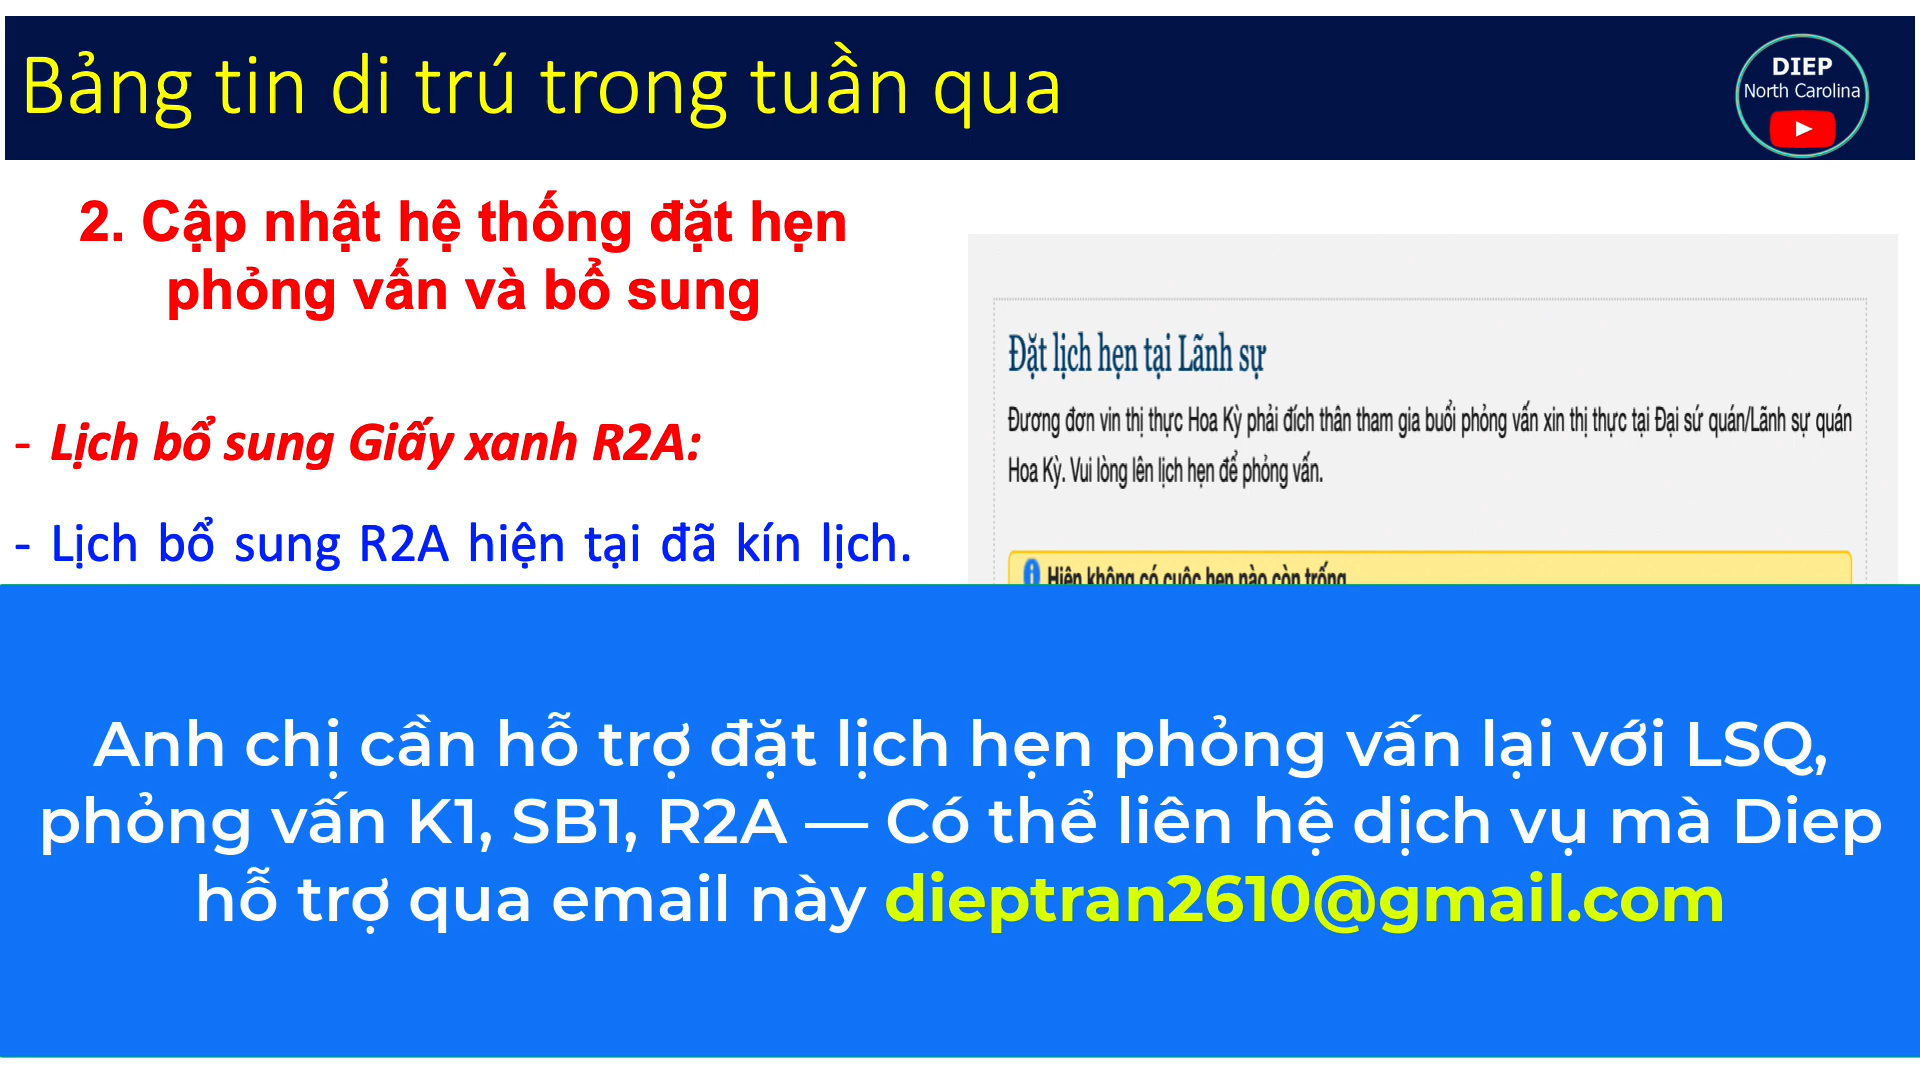 Bảng tin di trú trong tuần qua
DIEP
North Carolina
2. Cập nhật hệ thống đặt hẹn
phỏng vấn và bổ sung
- Lịch bổ sung Giấy xanh R2A:
- Lịch bổ sung R2A hiện tại đã kín lịch.
Đặt lịch hẹn tại Lãnh sự
Đương đơn vin thị thực Hoa Kỳ phải đích thân tham gia buổi phỏng vấn xin thị thực tại Đại sứ quán/Lãnh sự quán
Hoa Kỳ. Vui lòng lên lịch hẹn để phỏng vấn.
Hiện không có cuộc hẹn nào còn trống
Anh chị cần hỗ trợ đặt lịch hẹn phỏng vấn lại với LSQ,
phỏng vấn K1, SB1, R2A — Có thể liên hệ dịch vụ mà Diep
hỗ trợ qua email này dieptran2610@gmail.com